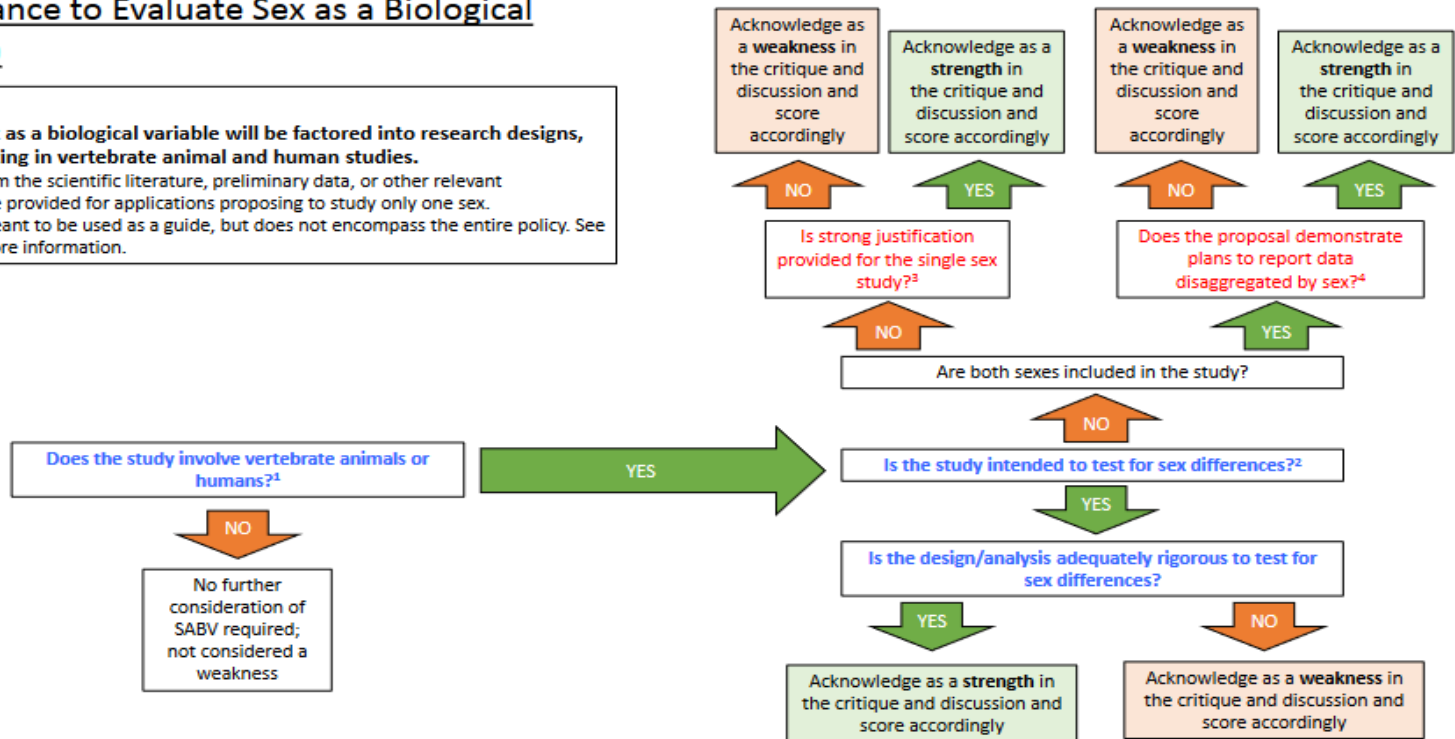 ance to Evaluate Sex as a Biological
as a biological variable will be factored into research designs,
ing in vertebrate animal and human studies.
m the scientific literature, preliminary data, or other relevant
e provided for applications proposing to study only one sex.
eant to be used as a guide, but does not encompass the entire policy. See
ore information.
Acknowledge as
a weakness in
the critique and
discussion and
score
accordingly
Acknowledge as a
strength in
the critique and
discussion and
score accordingly
Acknowledge as
a weakness in
the critique and
discussion and
score
accordingly
Acknowledge as a
strength in
the critique and
discussion and
score accordingly
NO
YES
NO
YES
Is strong justification
provided for the single sex
study?³
Does the proposal demonstrate
plans to report data
disaggregated by sex?⁴
NO
YES
Are both sexes included in the study?
NO
Does the study involve vertebrate animals or
humans?¹
YES
Is the study intended to test for sex differences?²
NO
YES
No further
consideration of
SABV required;
not considered a
weakness
Is the design/analysis adequately rigorous to test for
sex differences?
YES
NO
Acknowledge as a strength in
the critique and discussion and
score accordingly
Acknowledge as a weakness in
the critique and discussion and
score accordingly